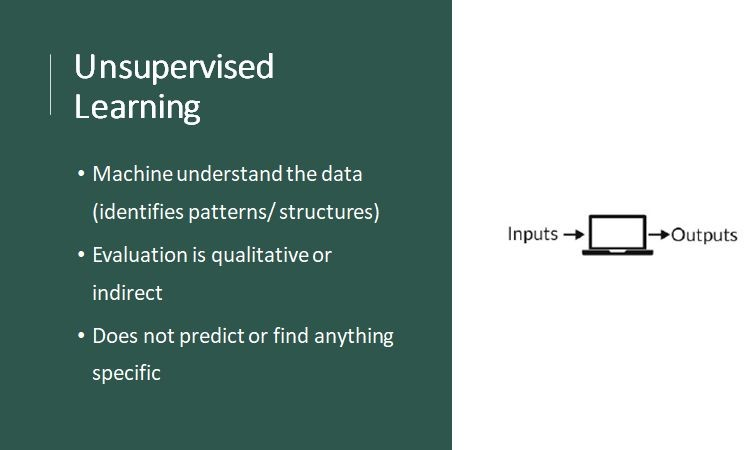 Unsupervised
Learning
• Machine understand the data
(identifies patterns/ structures)
• Evaluation is qualitative or
indirect
• Does not predict or find anything
specific
Inputs
Outputs